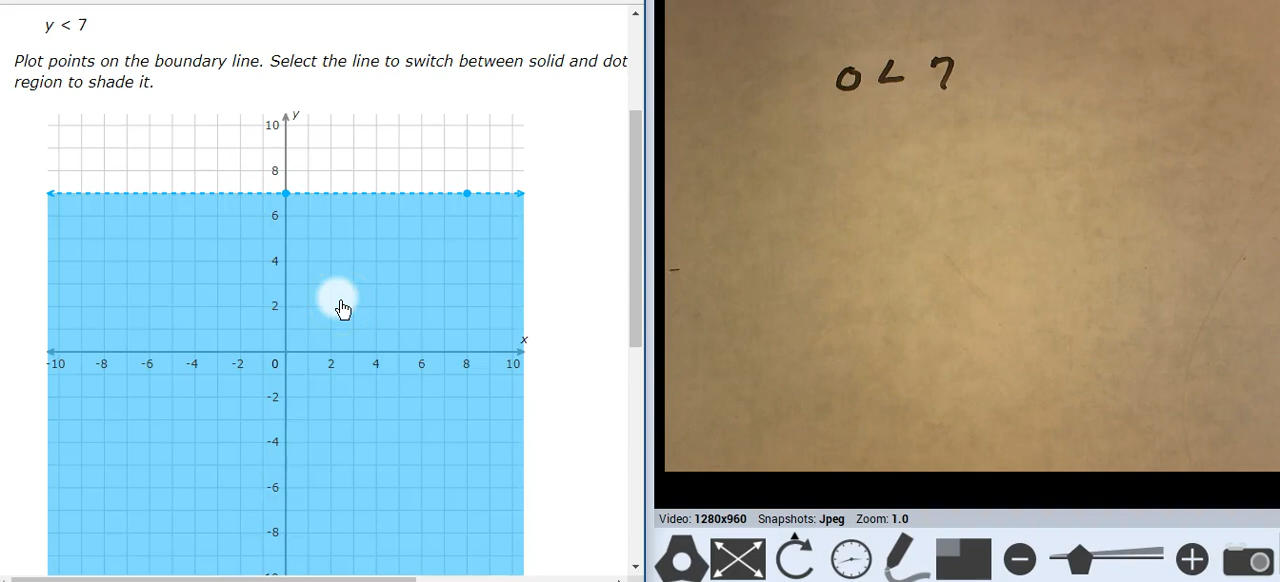 y < 7
Plot points on the boundary line. Select the line to switch between solid and dot
region to shade it.
y
10
8
6
4
2
x
-10 -8 -6 -4 -2 0 2 4 6 8 10
-2
-4
-6
-8
0 < 7
Video: 1280x960 Snapshots: Jpeg Zoom: 1.0